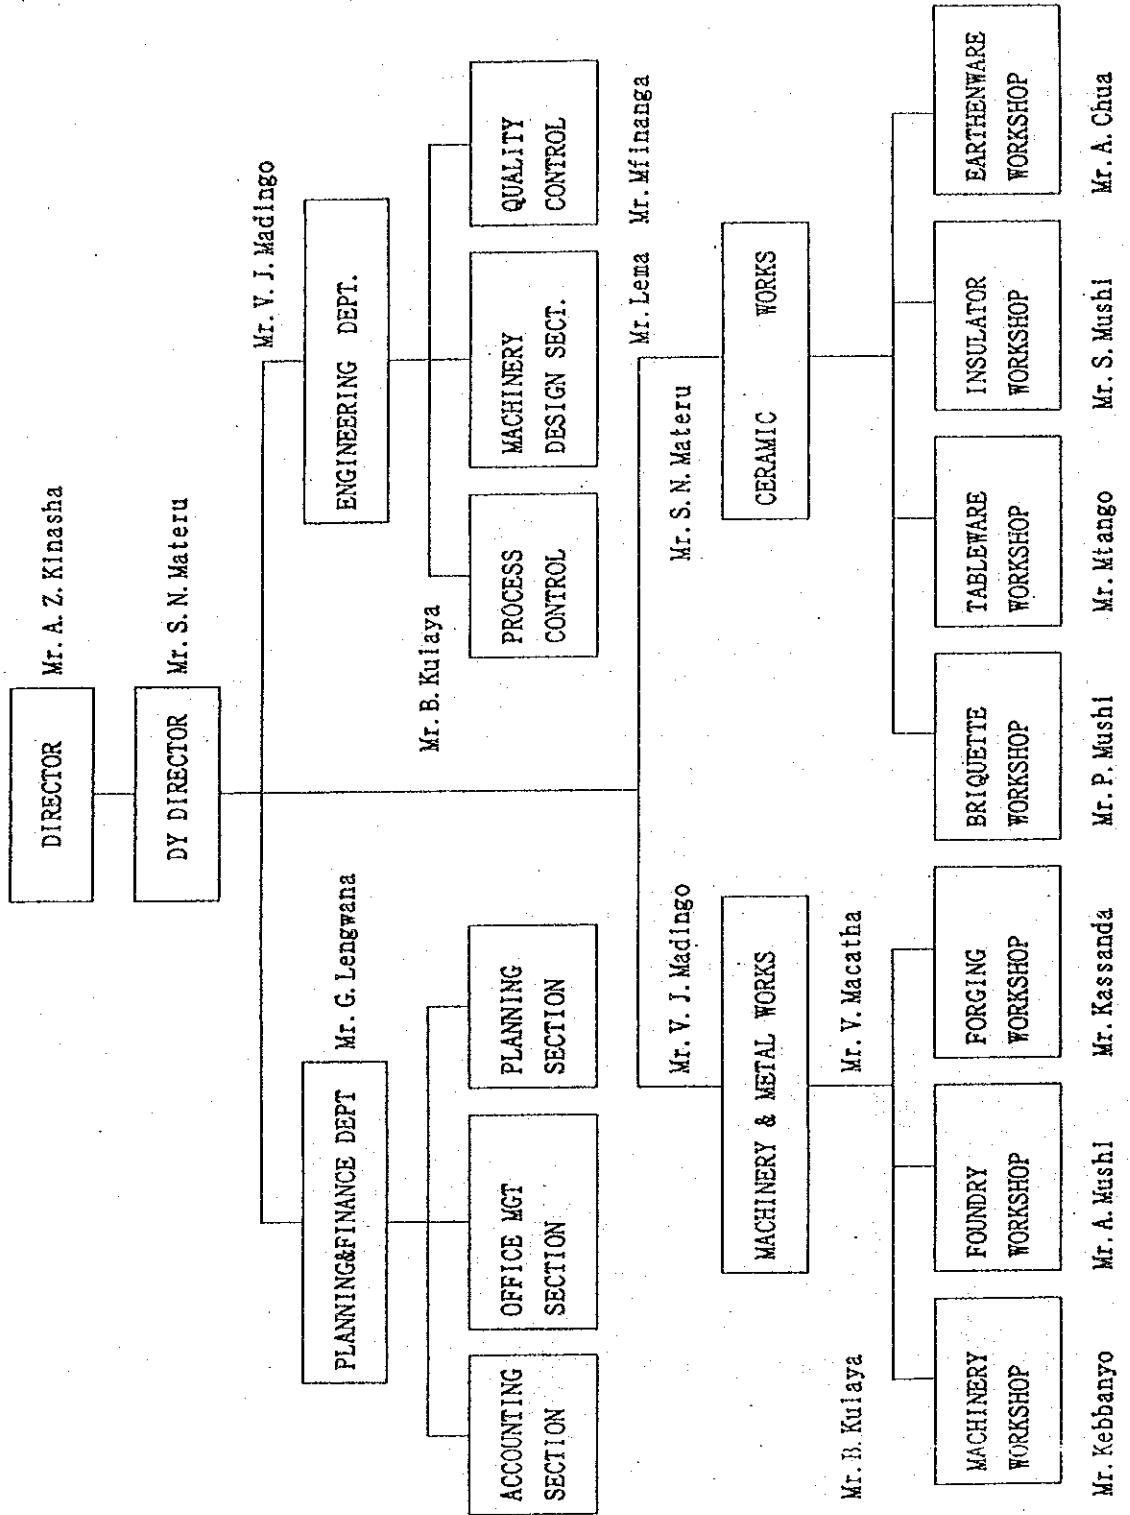 DIRECTOR
Mr. A. Z. Kinasha
DY DIRECTOR
Mr. S. N. Materu
PLANNING&FINANCE DEPT
Mr. G. Lengwana
ENGINEERING DEPT.
Mr. V. J. Madingo
Mr. B. Kulaya
ACCOUNTING
SECTION
OFFICE MGT
SECTION
PLANNING
SECTION
PROCESS
CONTROL
MACHINERY
DESIGN SECT.
QUALITY
CONTROL
Mr. Lema
Mr. Mfinanga
Mr. V. J. Madingo
MACHINERY & METAL WORKS
Mr. S. N. Materu
CERAMIC WORKS
Mr. B. Kulaya
Mr. V. Macatha
MACHINERY
WORKSHOP
FOUNDRY
WORKSHOP
FORGING
WORKSHOP
BRIQUETTE
WORKSHOP
TABLEWARE
WORKSHOP
INSULATOR
WORKSHOP
EARTHENWARE
WORKSHOP
Mr. Kebbanyo
Mr. A. Mushi
Mr. Kassanda
Mr. P. Mushi
Mr. Mtango
Mr. S. Mushi
Mr. A. Chua